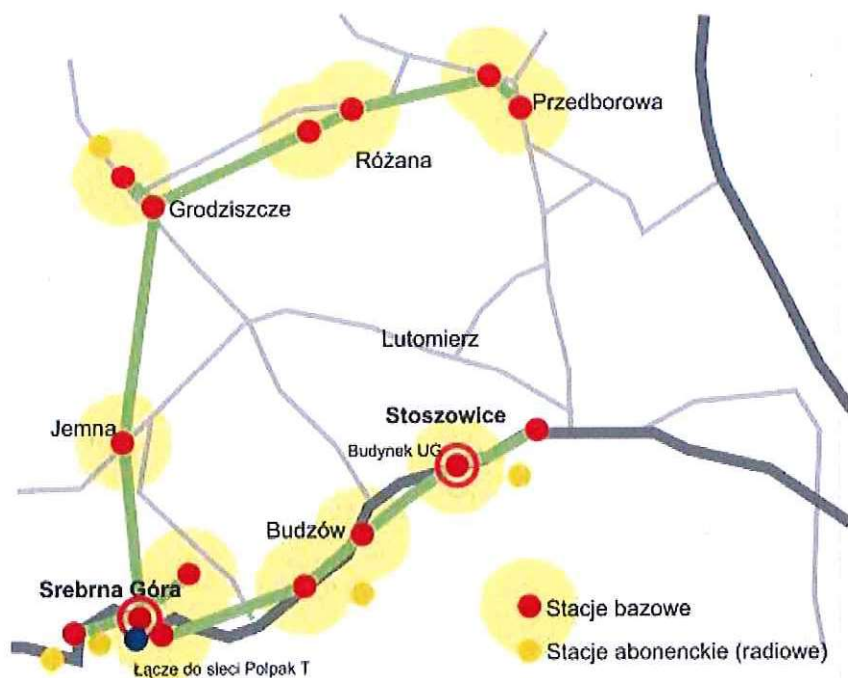 Przedborowa
Różana
Grodziszcze
Lutomierz
Stoszowice
Jemna
Budynek UG
Budzów
Srebrna Góra
Stacje bazowe
Stacje abonenckie (radiowe)
Łącze do sieci Polpak T